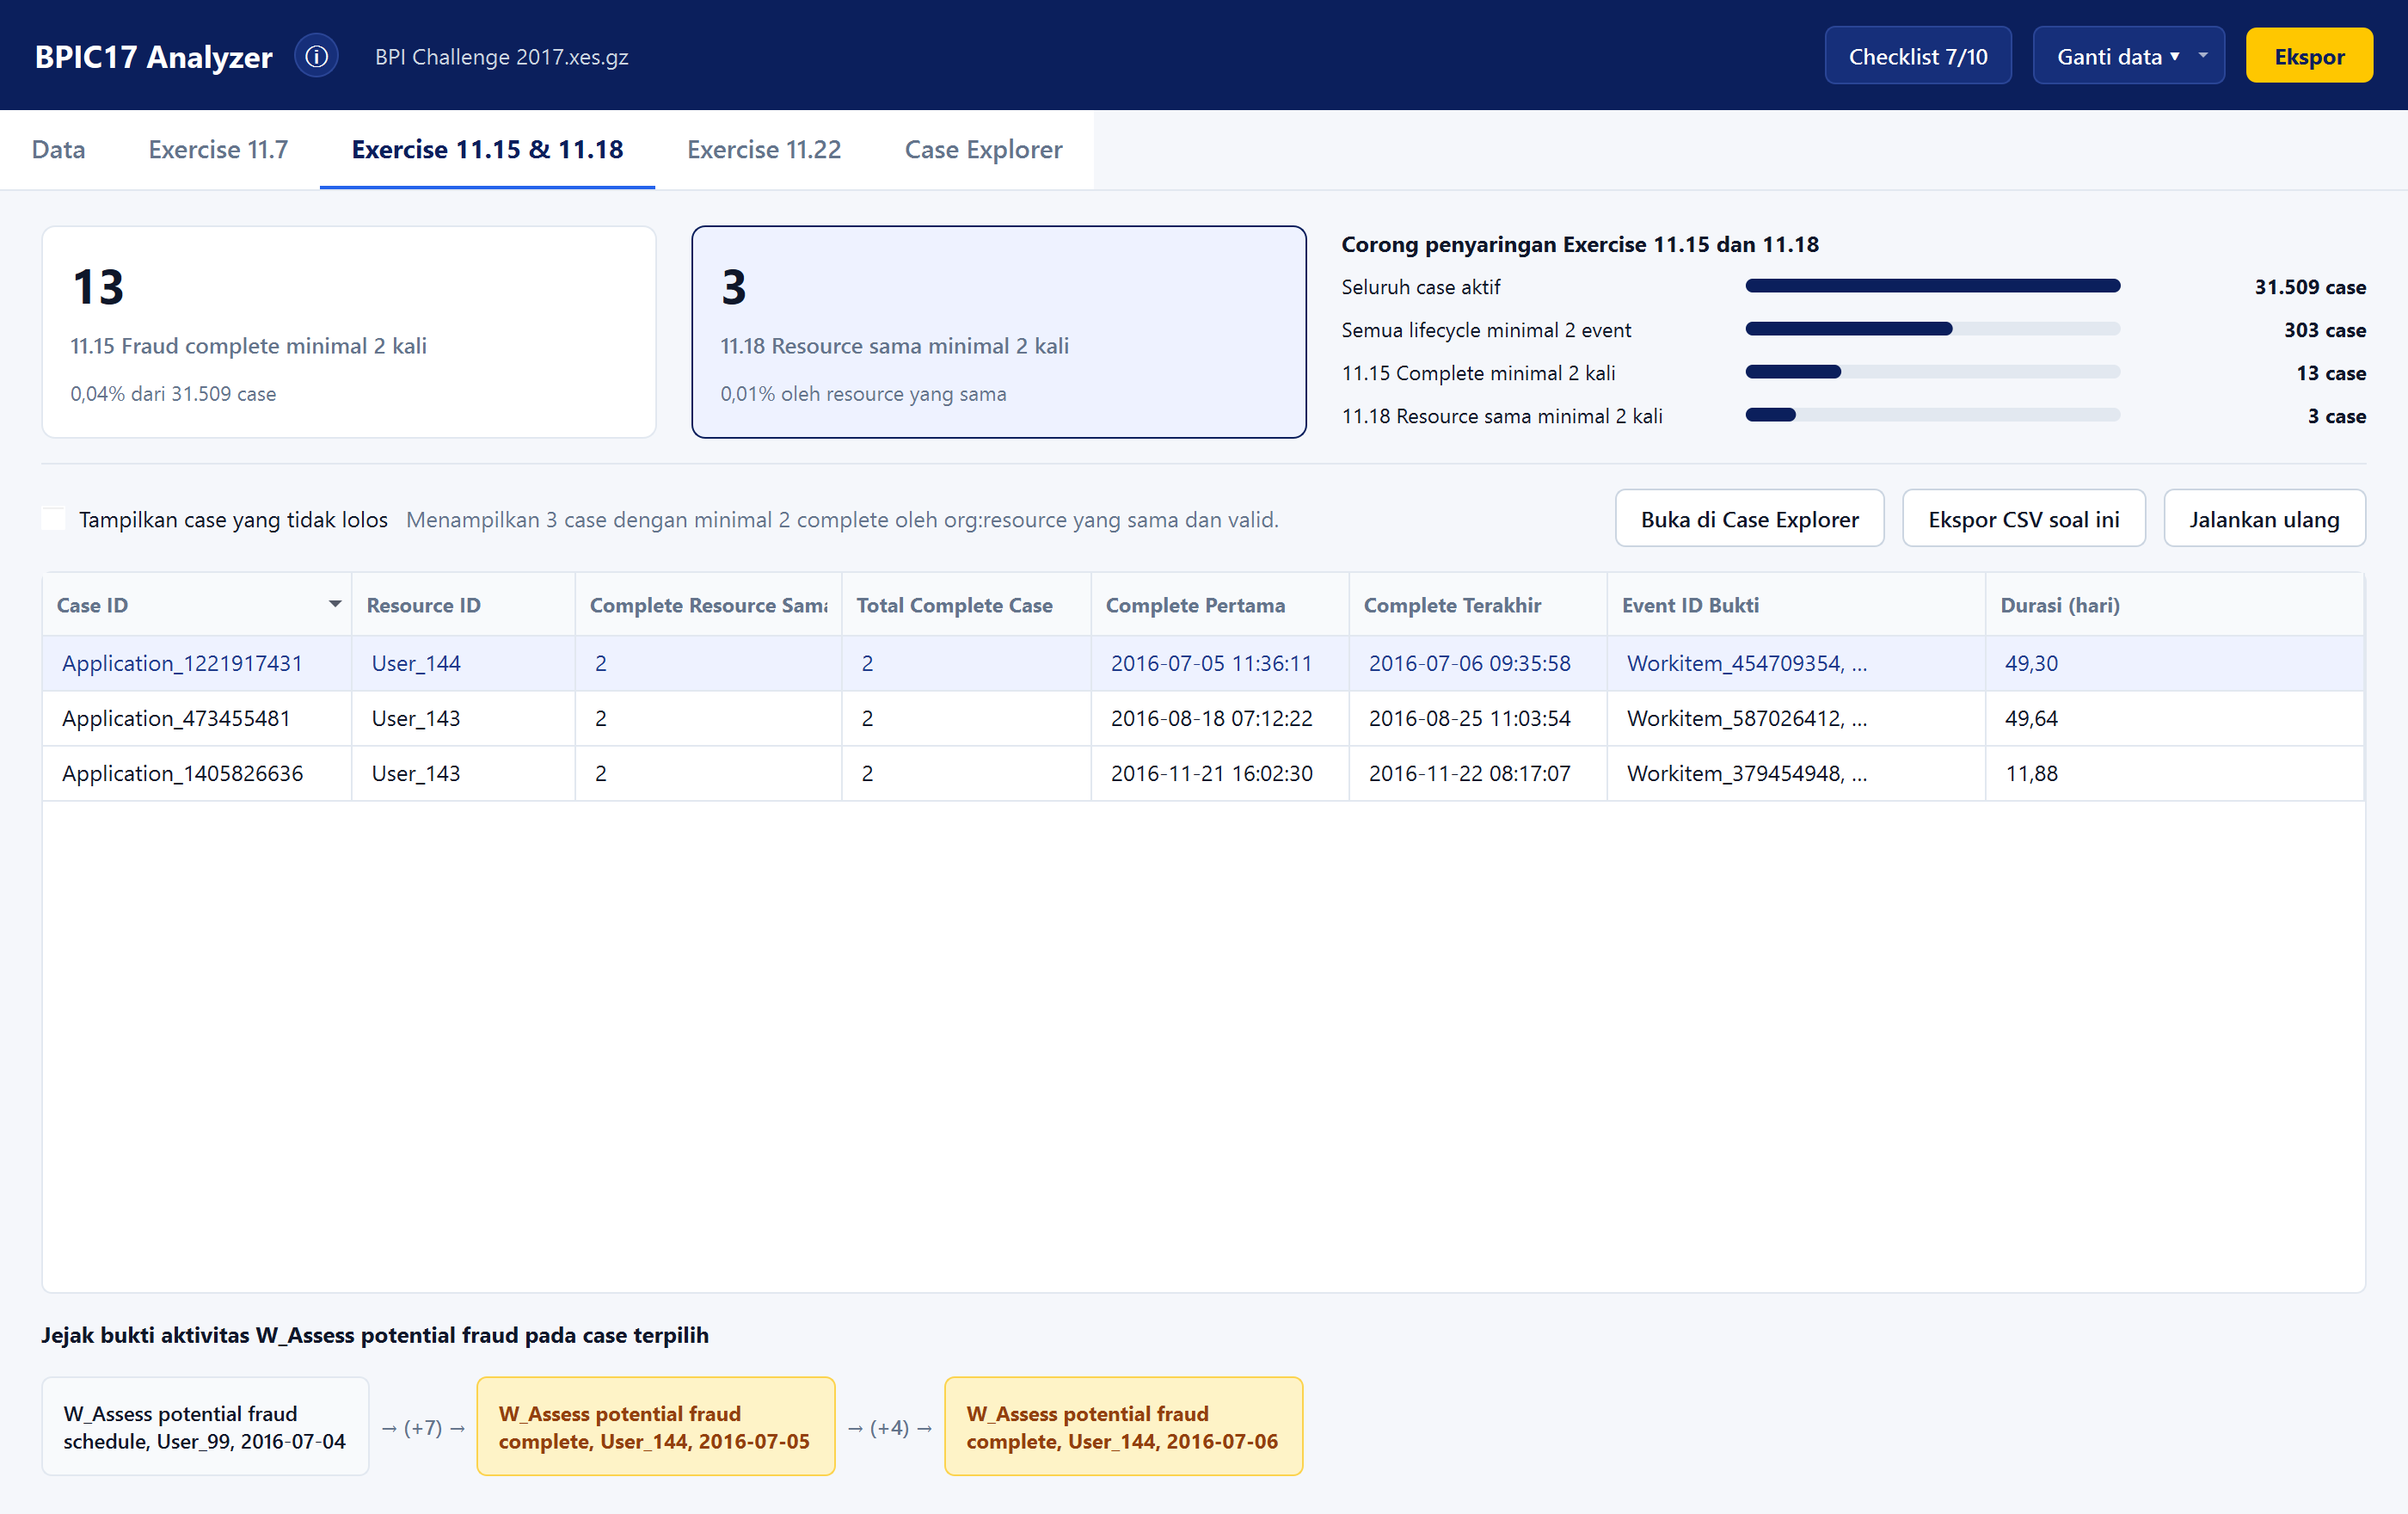 BPIC17 Analyzer
BPI Challenge 2017.xes.gz
Checklist 7/10
Ganti data ▾
Ekspor
Data
Exercise 11.7
Exercise 11.15 & 11.18
Exercise 11.22
Case Explorer
13
11.15 Fraud complete minimal 2 kali
0,04% dari 31.509 case
3
11.18 Resource sama minimal 2 kali
0,01% oleh resource yang sama
Corong penyaringan Exercise 11.15 dan 11.18
Seluruh case aktif 31.509 case
Semua lifecycle minimal 2 event 303 case
11.15 Complete minimal 2 kali 13 case
11.18 Resource sama minimal 2 kali 3 case
Tampilkan case yang tidak lolos
Menampilkan 3 case dengan minimal 2 complete oleh org:resource yang sama dan valid.
Buka di Case Explorer
Ekspor CSV soal ini
Jalankan ulang
Case ID Resource ID Complete Resource Sama Total Complete Case Complete Pertama Complete Terakhir Event ID Bukti Durasi (hari)
Application_1221917431 User_144 2 2 2016-07-05 11:36:11 2016-07-06 09:35:58 Workitem_454709354, ... 49,30
Application_473455481 User_143 2 2 2016-08-18 07:12:22 2016-08-25 11:03:54 Workitem_587026412, ... 49,64
Application_1405826636 User_143 2 2 2016-11-21 16:02:30 2016-11-22 08:17:07 Workitem_379454948, ... 11,88
Jejak bukti aktivitas W_Assess potential fraud pada case terpilih
W_Assess potential fraud
schedule, User_99, 2016-07-04
→ (+7) →
W_Assess potential fraud
complete, User_144, 2016-07-05
→ (+4) →
W_Assess potential fraud
complete, User_144, 2016-07-06